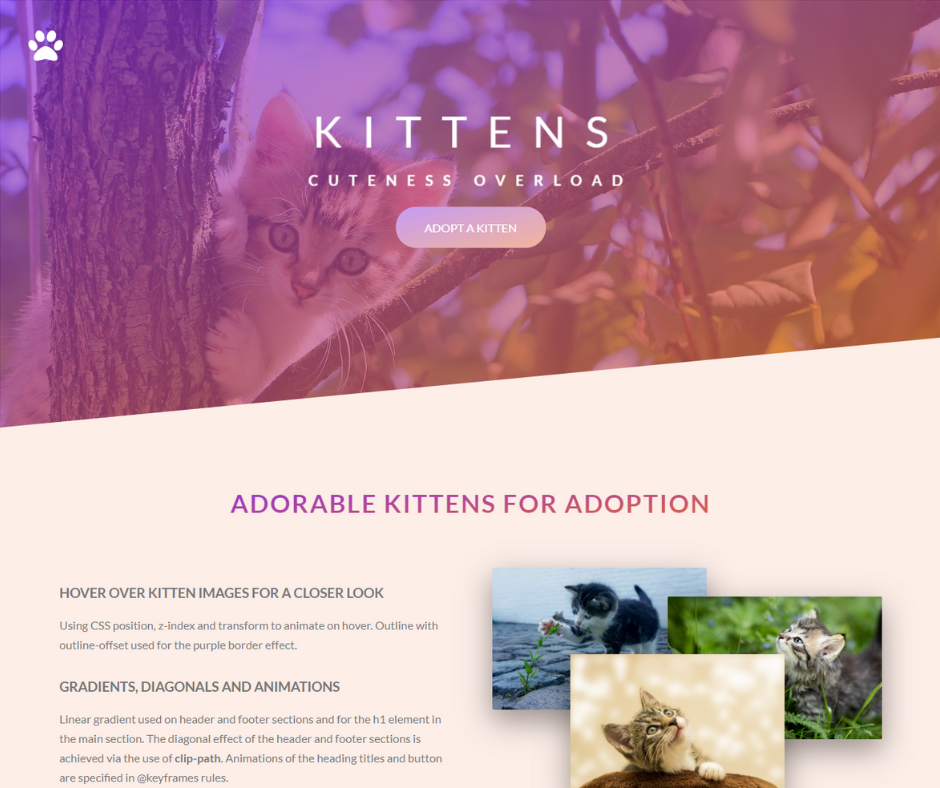 KITTENS
CUTENESS OVERLOAD
ADOPT A KITTEN
ADORABLE KITTENS FOR ADOPTION
HOVER OVER KITTEN IMAGES FOR A CLOSER LOOK
Using CSS position, z-index and transform to animate on hover. Outline with
outline-offset used for the purple border effect.
GRADIENTS, DIAGONALS AND ANIMATIONS
Linear gradient used on header and footer sections and for the h1 element in
the main section. The diagonal effect of the header and footer sections is
achieved via the use of clip-path. Animations of the heading titles and button
are specified in @keyframes rules.